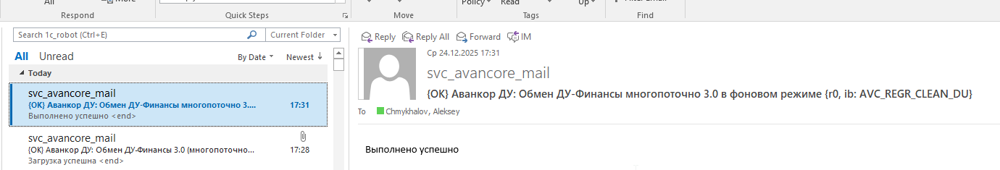 All
More
Policy
Read
Up
Respond
Quick Steps
Move
Tags
Find
Search 1c_robot (Ctrl+E)
Current Folder
All Unread
By Date Newest
Today
svc_avancore_mail
{ОК} Аванкор ДУ: Обмен ДУ-Финансы многопоточно 3.... 17:31
Выполнено успешно <end>
svc_avancore_mail
{ОК} Аванкор ДУ: Обмен ДУ-Финансы 3.0 (многопоточно... 17:28
Загрузка успешна <end>
Reply Reply All Forward IM
Ср 24.12.2025 17:31
svc_avancore_mail
{ОК} Аванкор ДУ: Обмен ДУ-Финансы многопоточно 3.0 в фоновом режиме {r0, ib: AVC_REGR_CLEAN_DU}
To Chmykhalov, Aleksey
Выполнено успешно